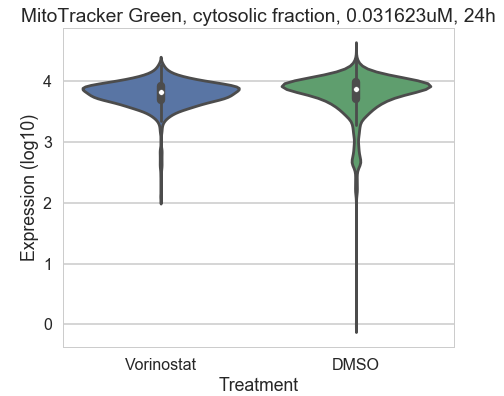 MitoTracker Green, cytosolic fraction, 0.031623uM, 24h
Expression (log10)
4
3
2
1
0
Vorinostat DMSO
Treatment